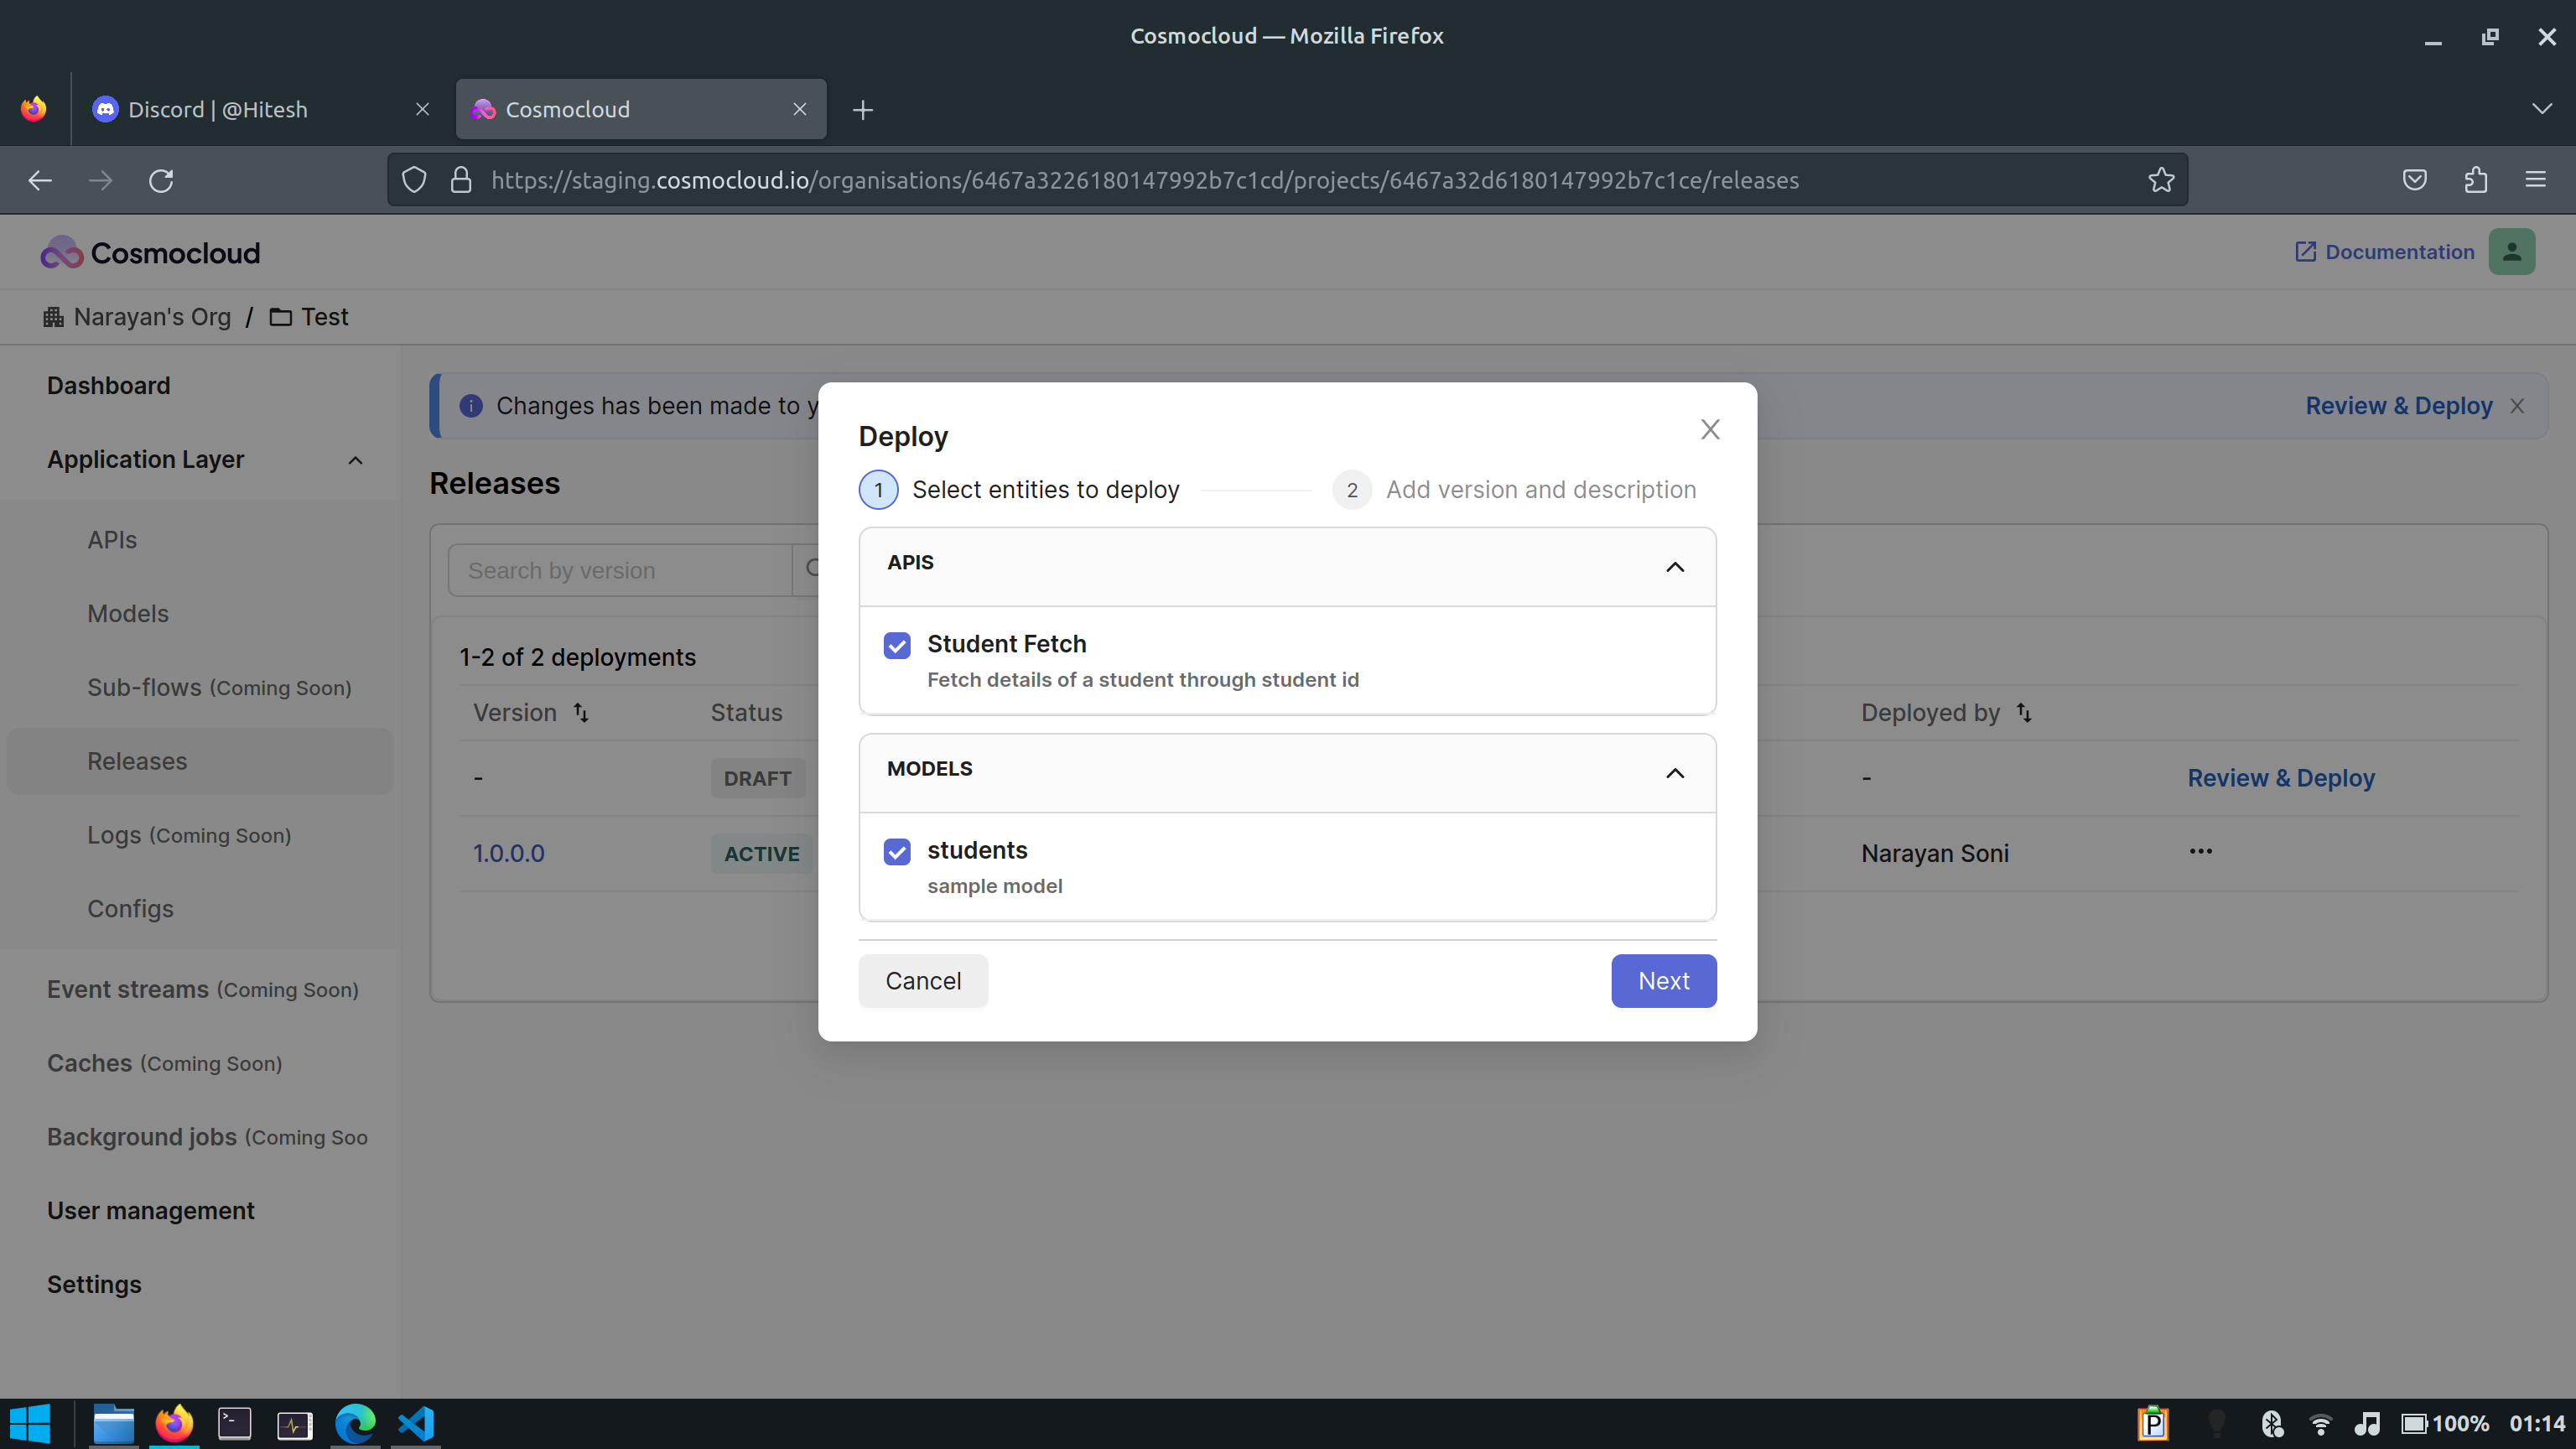 Cosmocloud — Mozilla Firefox
Discord | @Hitesh
Cosmocloud
https://staging.cosmocloud.io/organisations/6467a3226180147992b7c1cd/projects/6467a32d6180147992b7c1ce/releases
Cosmocloud
Documentation
Narayan's Org / Test
Dashboard
Application Layer
APIs
Models
Sub-flows (Coming Soon)
Releases
Logs (Coming Soon)
Configs
Event streams (Coming Soon)
Caches (Coming Soon)
Background jobs (Coming Soo
User management
Settings
Changes has been made to y
Review & Deploy
Releases
Search by version
1-2 of 2 deployments
Version Status Deployed by
- DRAFT - Review & Deploy
1.0.0.0 ACTIVE Narayan Soni
Deploy
1 Select entities to deploy 2 Add version and description
APIS
Student Fetch
Fetch details of a student through student id
MODELS
students
sample model
Cancel Next
P
100% 01:14